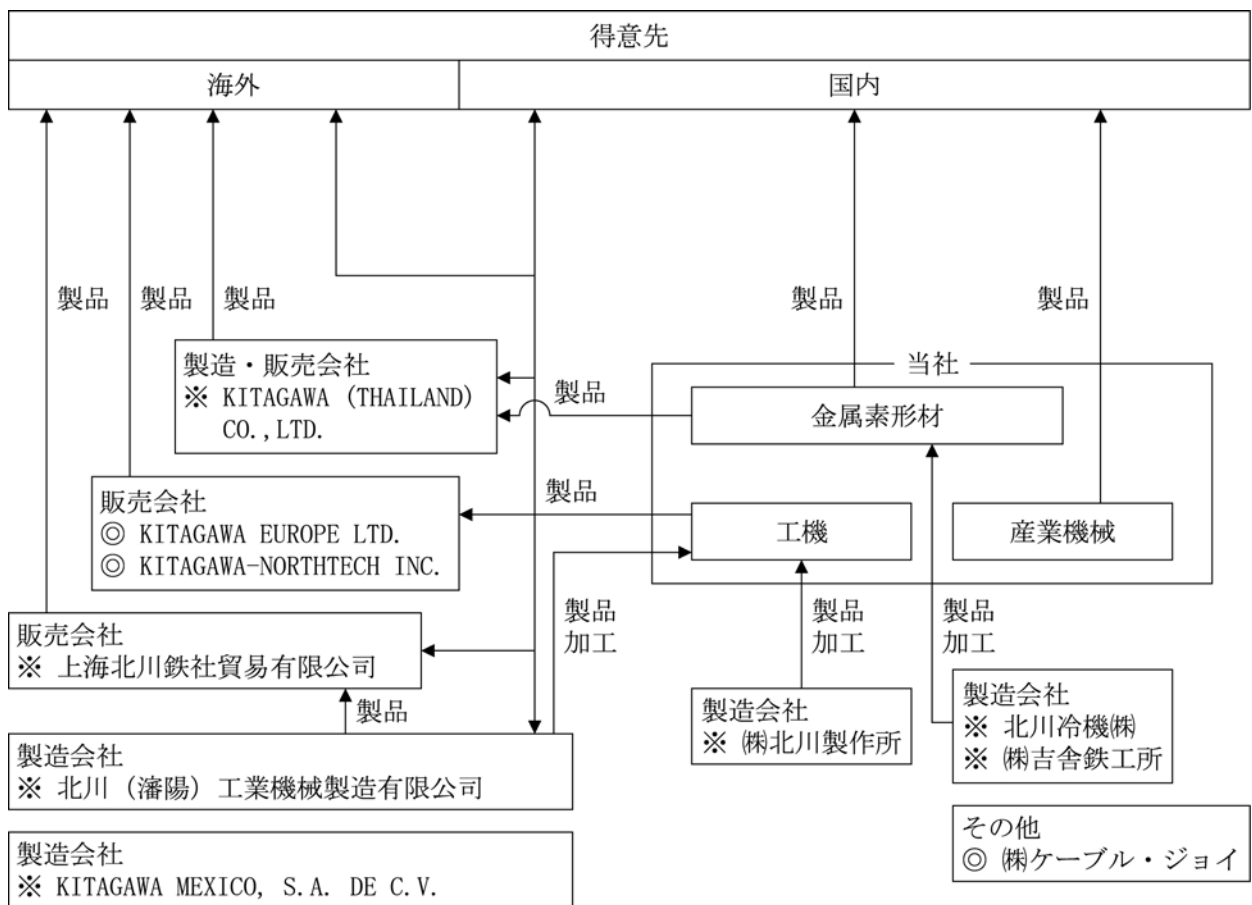 得意先
海外
国内
製品
製品
製品
製品
製品
製造・販売会社
※ KITAGAWA (THAILAND)
CO.,LTD.
当社
製品
金属素形材
販売会社
◎ KITAGAWA EUROPE LTD.
◎ KITAGAWA-NORTHTECH INC.
製品
工機
産業機械
販売会社
※ 上海北川鉄社貿易有限公司
製品
加工
製品
加工
製品
加工
製品
製造会社
※ 北川（瀋陽）工業機械製造有限公司
製造会社
※ ㈱北川製作所
製造会社
※ 北川冷機㈱
※ ㈱吉舎鉄工所
製造会社
※ KITAGAWA MEXICO, S.A. DE C.V.
その他
◎ ㈱ケーブル・ジョイ